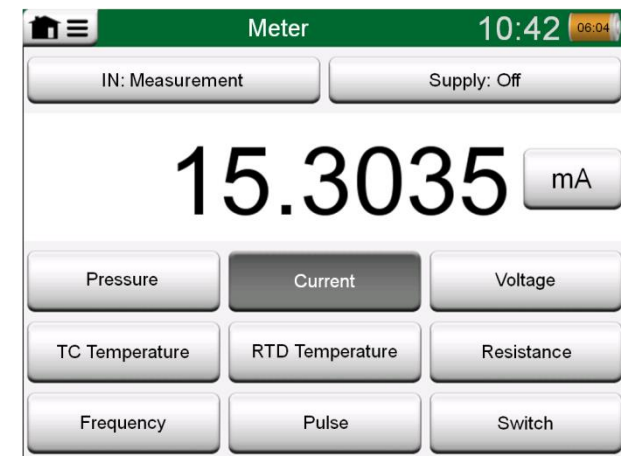 Meter 10:42 06:04
IN: Measurement Supply: Off
15.3035 mA
Pressure Current Voltage
TC Temperature RTD Temperature Resistance
Frequency Pulse Switch